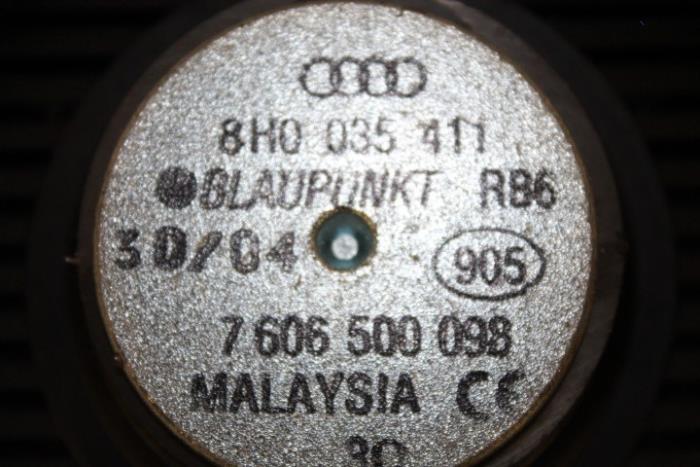 8H0 035 411
BLAUPUNKT RB6
30/04
905
7 606 500 098
MALAYSIA CE